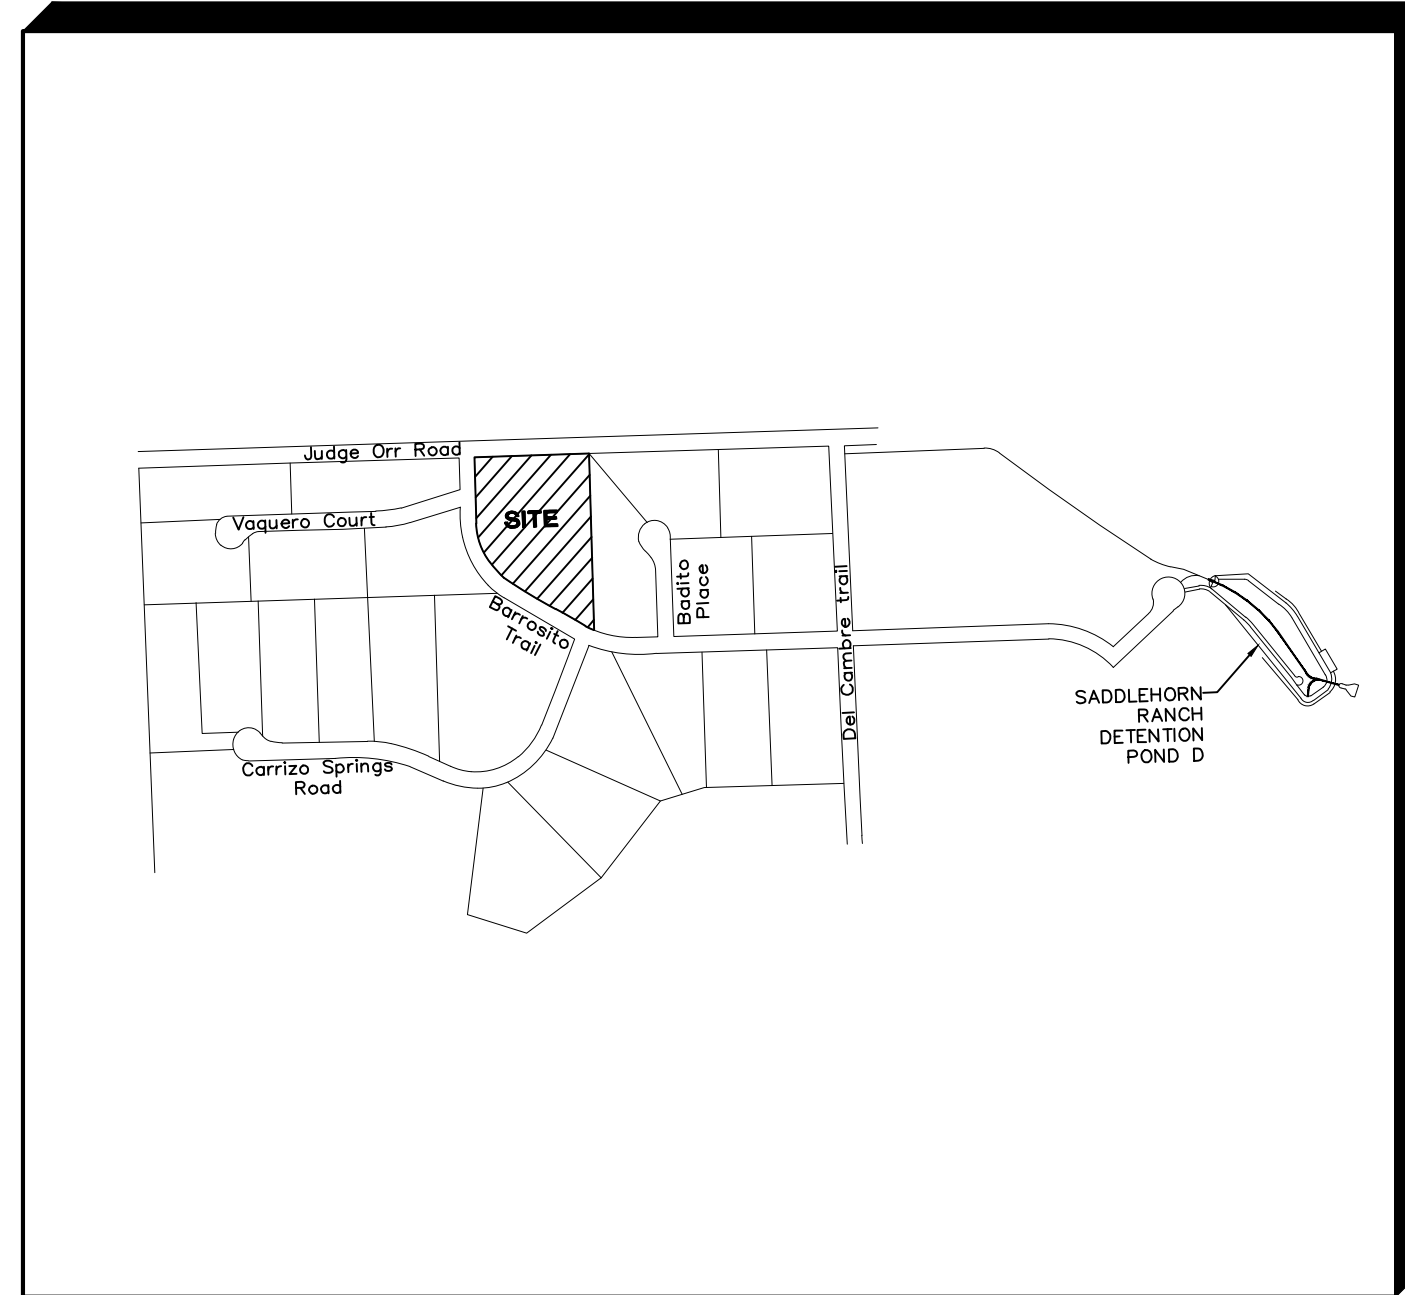 Judge Orr Road
Vaquero Court
SITE
Badito
Place
Barrosito
Trail
Del Cambre trail
SADDLEHORN
RANCH
DETENTION
POND D
Carrizo Springs
Road